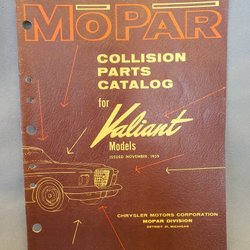 MOPAR
COLLISION
PARTS
CATALOG
for
Valiant
Models
ISSUED NOVEMBER, 1959
CHRYSLER MOTORS CORPORATION
MOPAR DIVISION
DETROIT 31, MICHIGAN